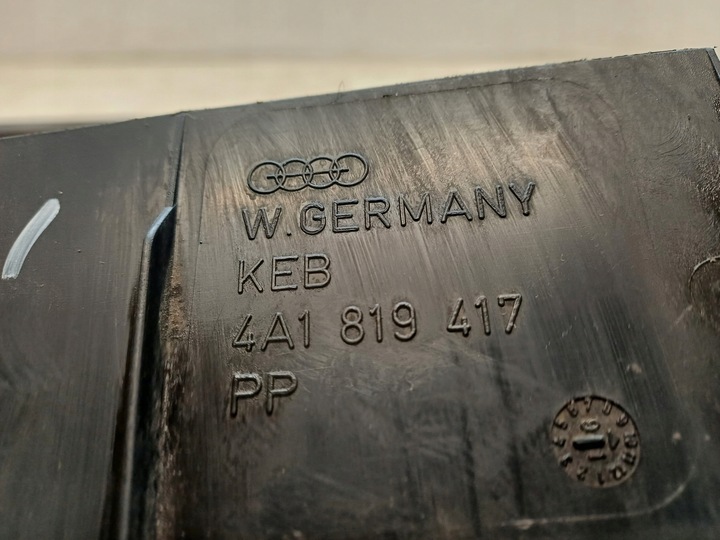 W.GERMANY
KEB
4A1 819 417
PP